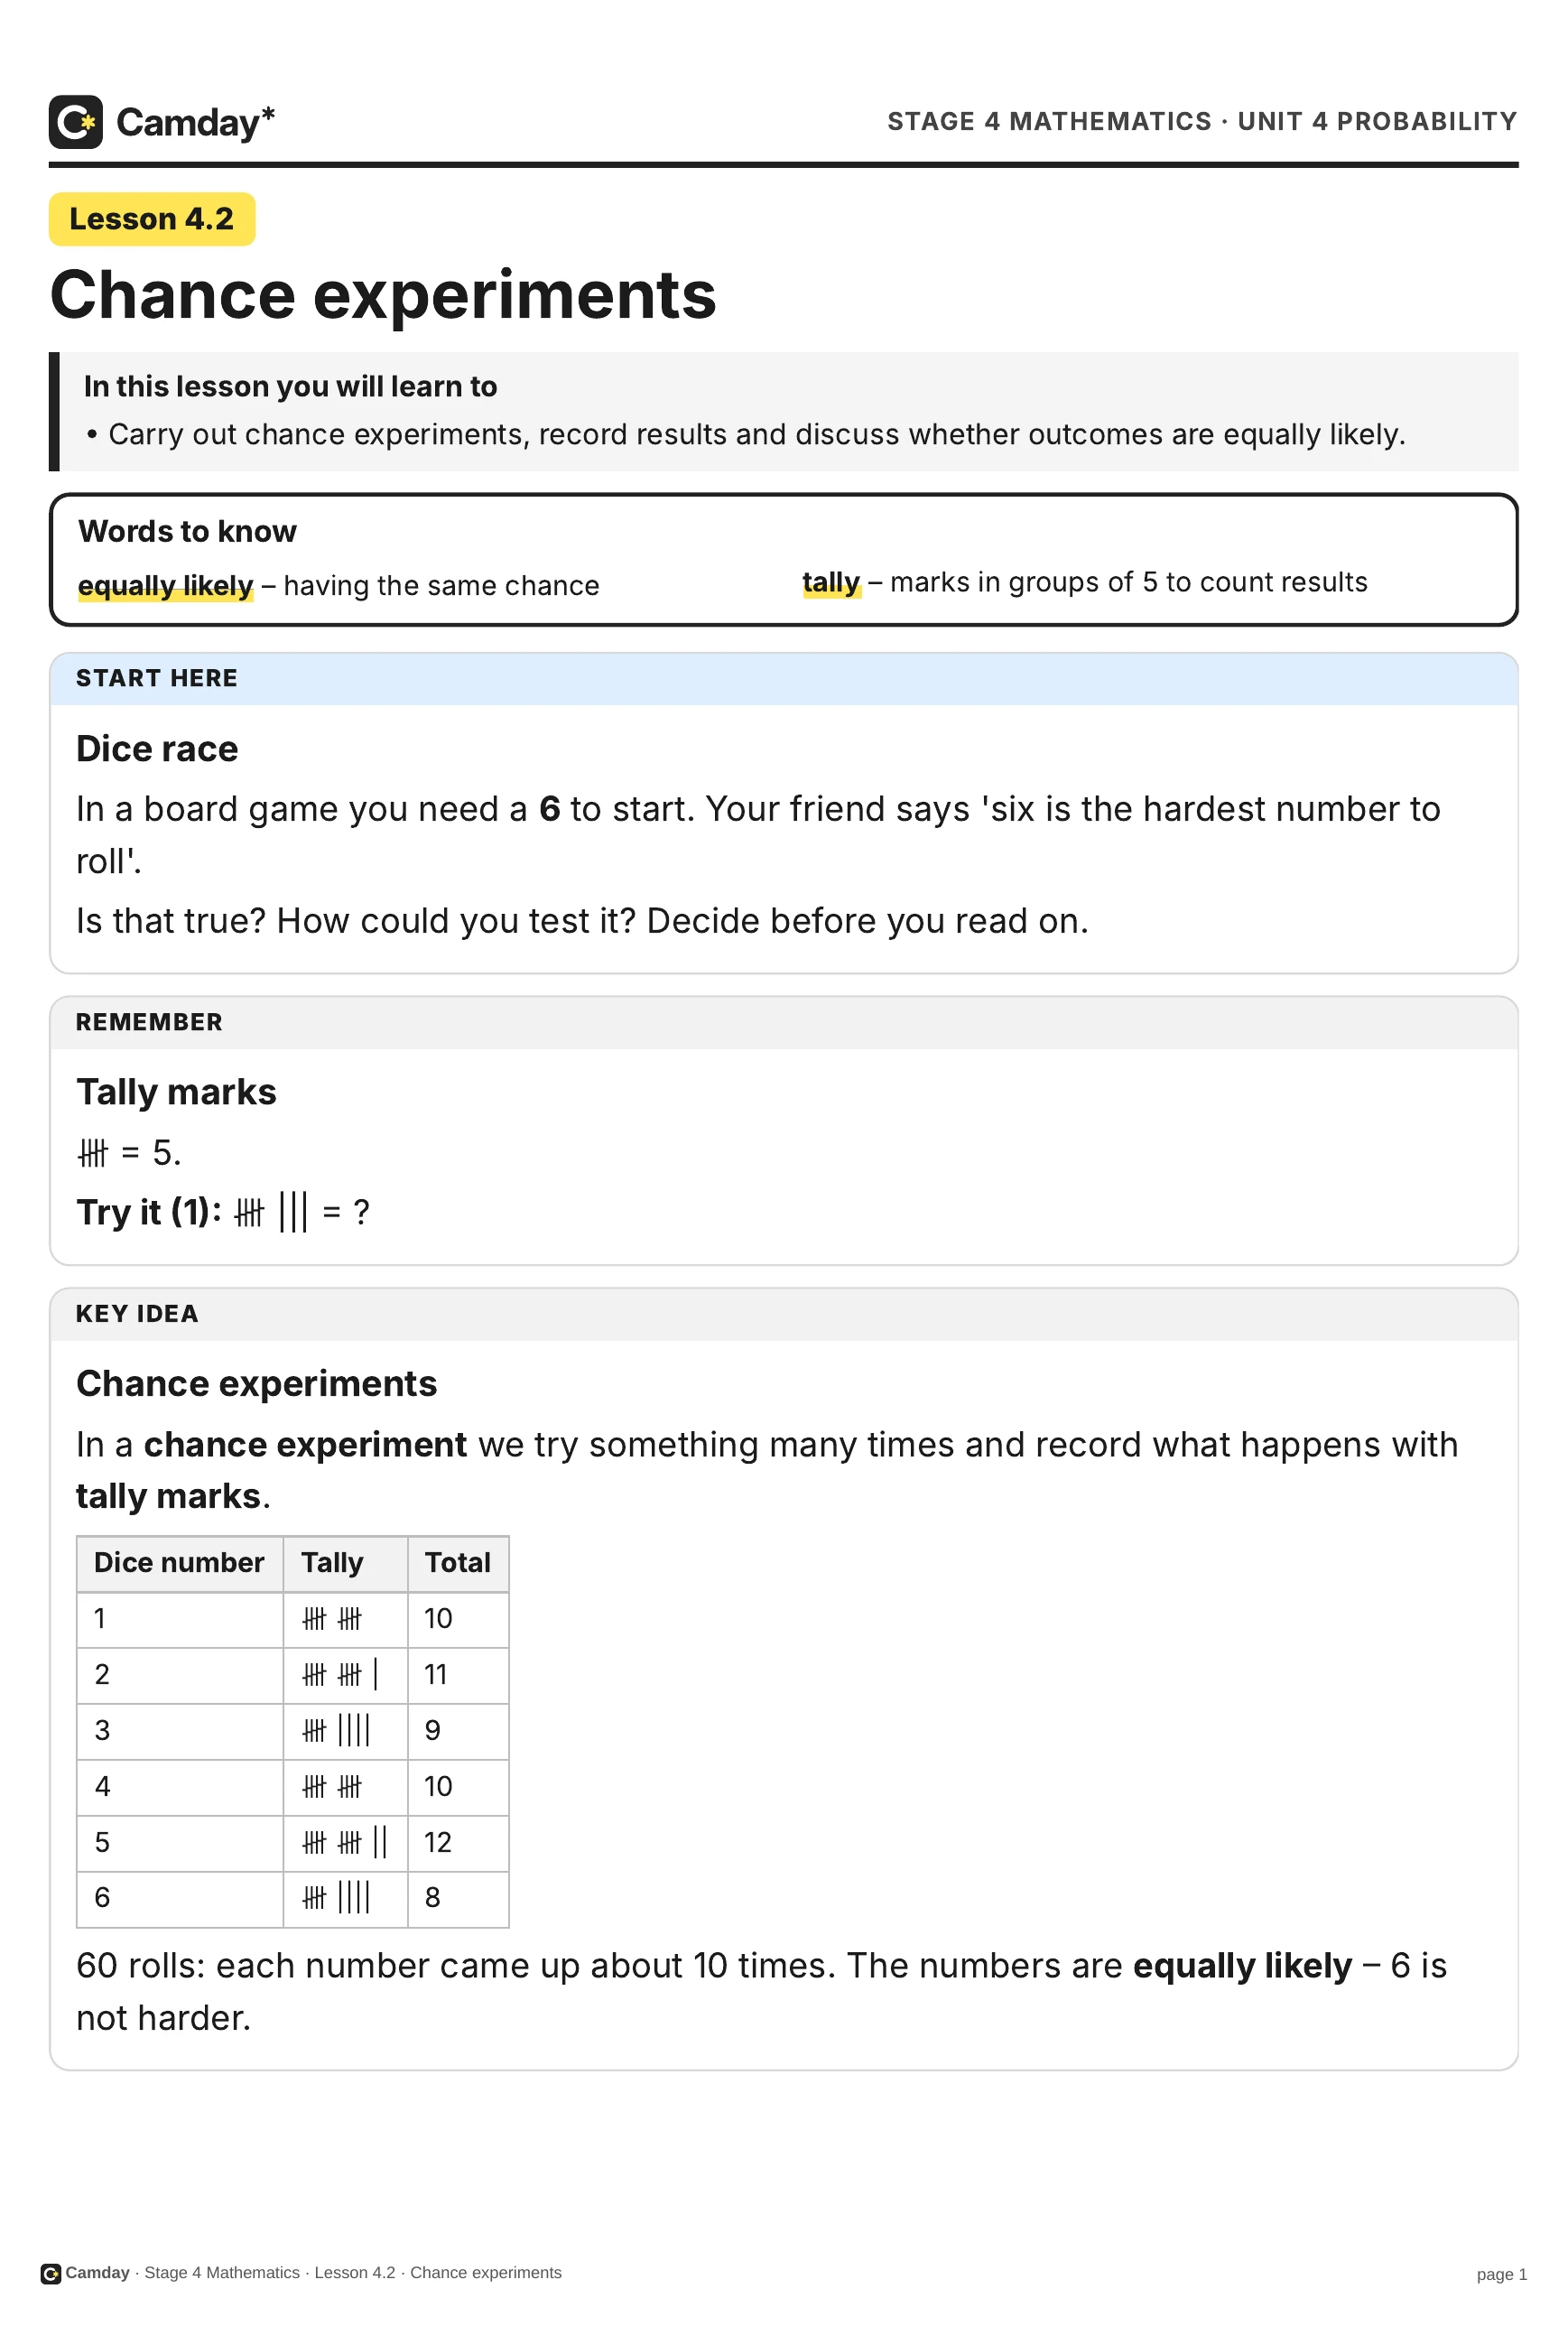 Camday*
STAGE 4 MATHEMATICS · UNIT 4 PROBABILITY
Lesson 4.2
Chance experiments
In this lesson you will learn to
• Carry out chance experiments, record results and discuss whether outcomes are equally likely.
Words to know
equally likely – having the same chance
tally – marks in groups of 5 to count results
START HERE
Dice race
In a board game you need a 6 to start. Your friend says 'six is the hardest number to
roll'.
Is that true? How could you test it? Decide before you read on.
REMEMBER
Tally marks
𝍸 = 5.
Try it (1): 𝍸 ||| = ?
KEY IDEA
Chance experiments
In a chance experiment we try something many times and record what happens with
tally marks.
Dice number Tally Total
1 𝍸 𝍸 10
2 𝍸 𝍸 | 11
3 𝍸 |||| 9
4 𝍸 𝍸 10
5 𝍸 𝍸 || 12
6 𝍸 |||| 8
60 rolls: each number came up about 10 times. The numbers are equally likely – 6 is
not harder.
Camday · Stage 4 Mathematics · Lesson 4.2 · Chance experiments
page 1